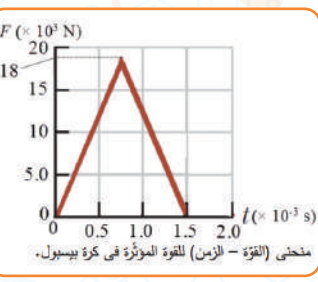 F (× 10³ N)
20
18
15
10
5.0
0
0 0.5 1.0 1.5 2.0
t (× 10⁻³ s)
منحنى (القوّة – الزمن) للقوة المؤثّرة في كرة بيسبول.